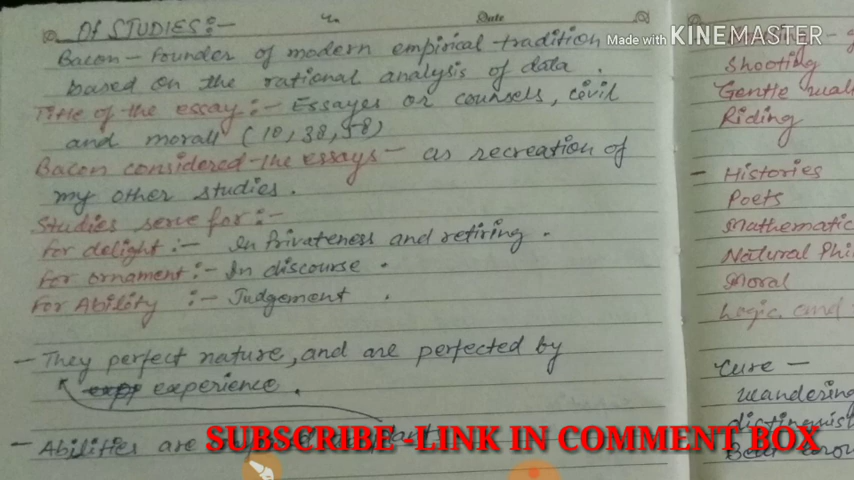 Of STUDIES :-
Date
Bacon - Founder of modern empirical tradition
based on the rational analysis of data .
Title of the essay :- Essayes or counsels, civil
and morall (10, 38, 58)
Bacon considered the essays - as recreation of
my other studies .
Studies serve for :-
For delight :- In privateness and retiring .
For ornament :- In discourse .
For Ability :- Judgement .
- They perfect nature, and are perfected by
experience .
- Abilities are
Made with KINEMASTER
Shooting
Gentle
Riding
- Histories
Poets
Mathematic
Natural Phi
Moral
Logic and
Cure -
wandering
distinguis
SUBSCRIBE -LINK IN COMMENT BOX